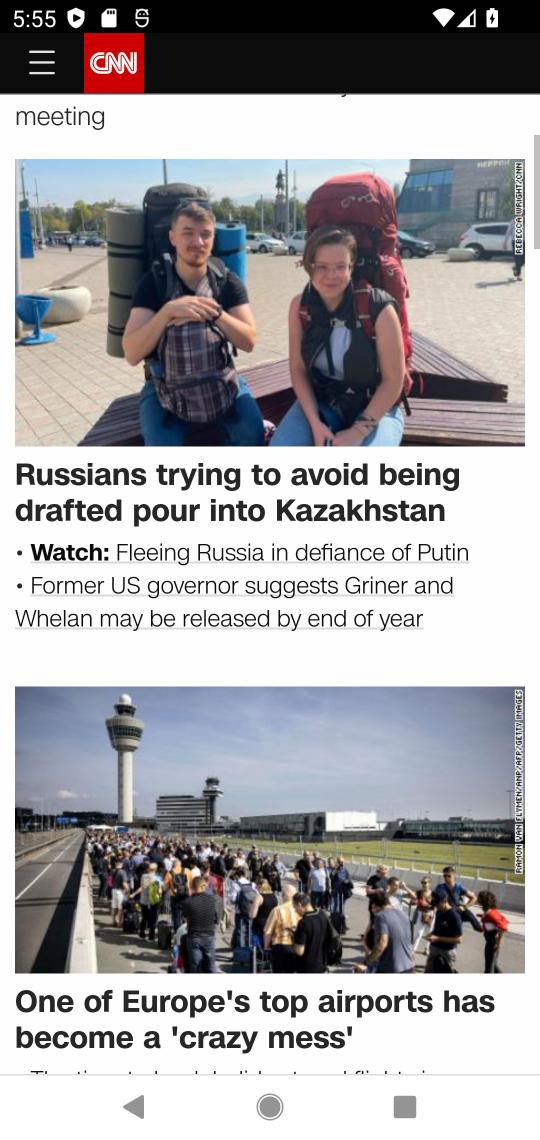 5:55
CNN
meeting
REBECCA WRIGHT/CNN
Russians trying to avoid being
drafted pour into Kazakhstan
• Watch: Fleeing Russia in defiance of Putin
• Former US governor suggests Griner and
Whelan may be released by end of year
RAMON VAN FLYMEN/ANP/AFP/GETTY IMAGES
One of Europe's top airports has
become a 'crazy mess'